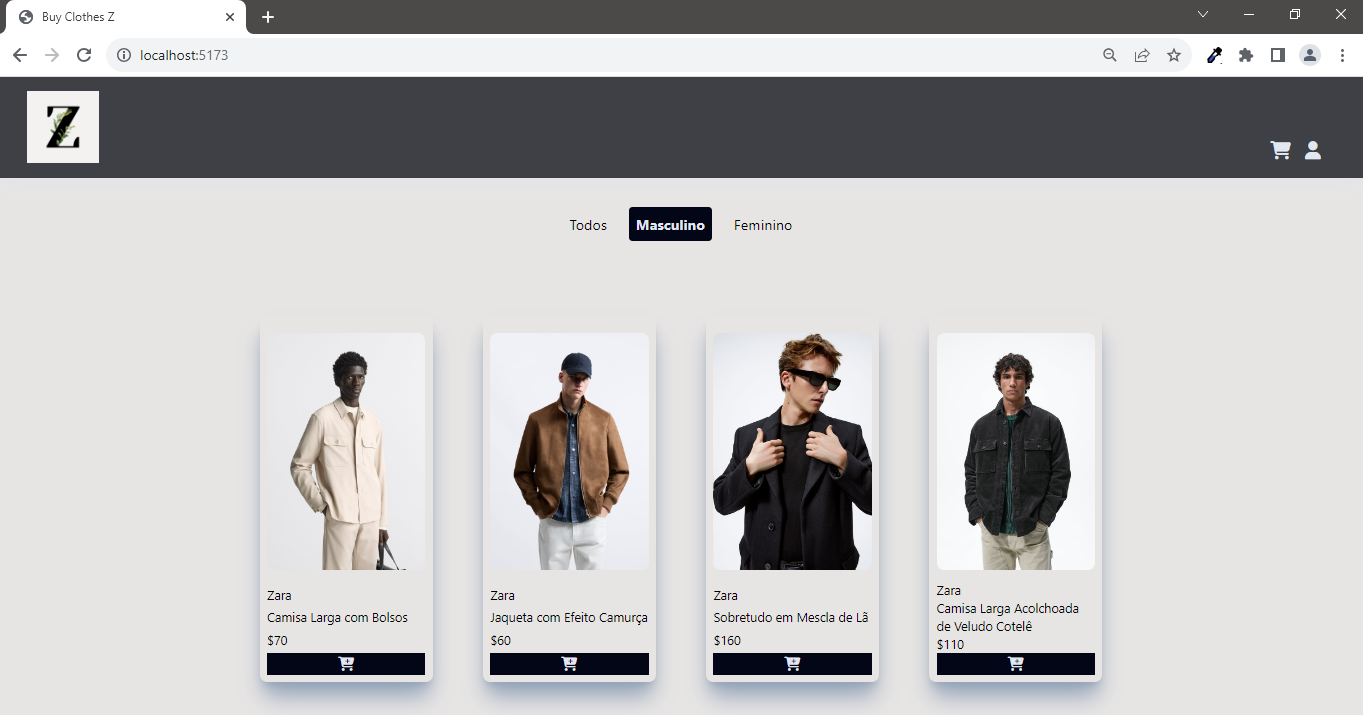 Buy Clothes Z
localhost:5173
Z
Todos
Masculino
Feminino
Zara
Camisa Larga com Bolsos
$70
Zara
Jaqueta com Efeito Camurça
$60
Zara
Sobretudo em Mescla de Lã
$160
Zara
Camisa Larga Acolchoada
de Veludo Cotelê
$110